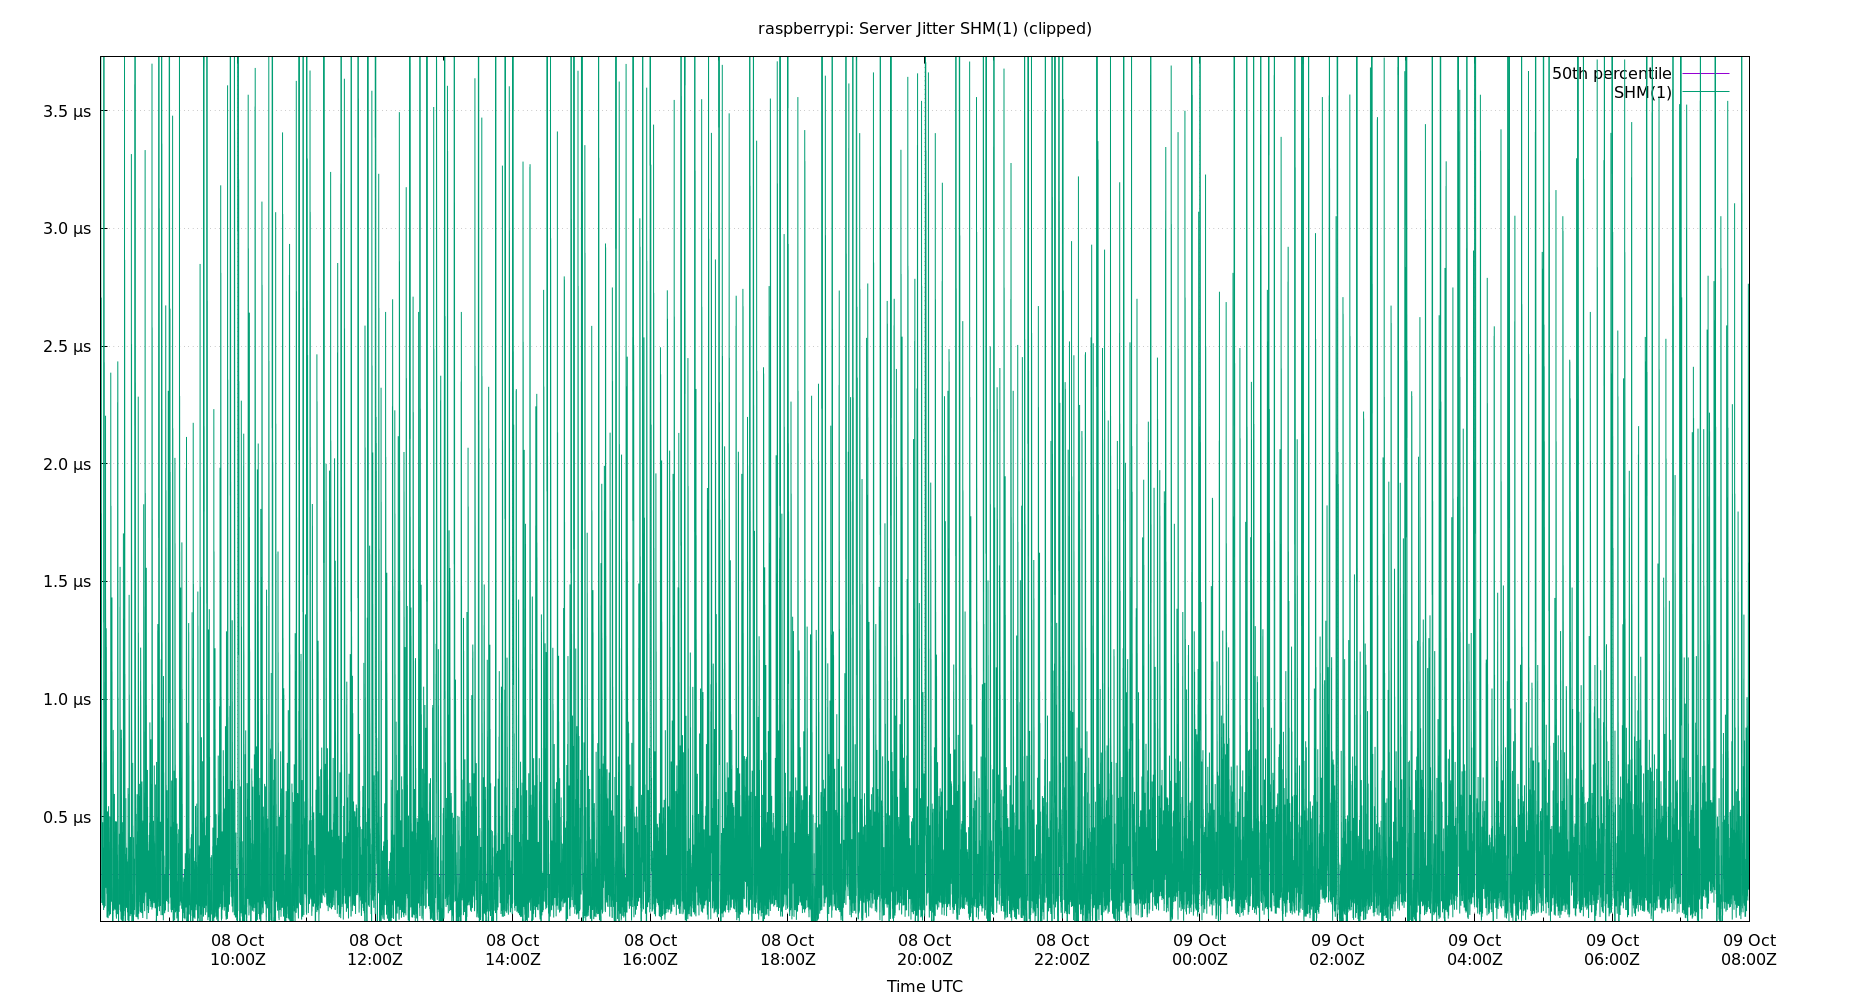 raspberrypi: Server Jitter SHM(1) (clipped)
50th percentile
SHM(1)
3.5 µs
3.0 µs
2.5 µs
2.0 µs
1.5 µs
1.0 µs
0.5 µs
08 Oct 08 Oct 08 Oct 08 Oct 08 Oct 08 Oct 08 Oct 09 Oct 09 Oct 09 Oct 09 Oct 09 Oct
10:00Z 12:00Z 14:00Z 16:00Z 18:00Z 20:00Z 22:00Z 00:00Z 02:00Z 04:00Z 06:00Z 08:00Z
Time UTC